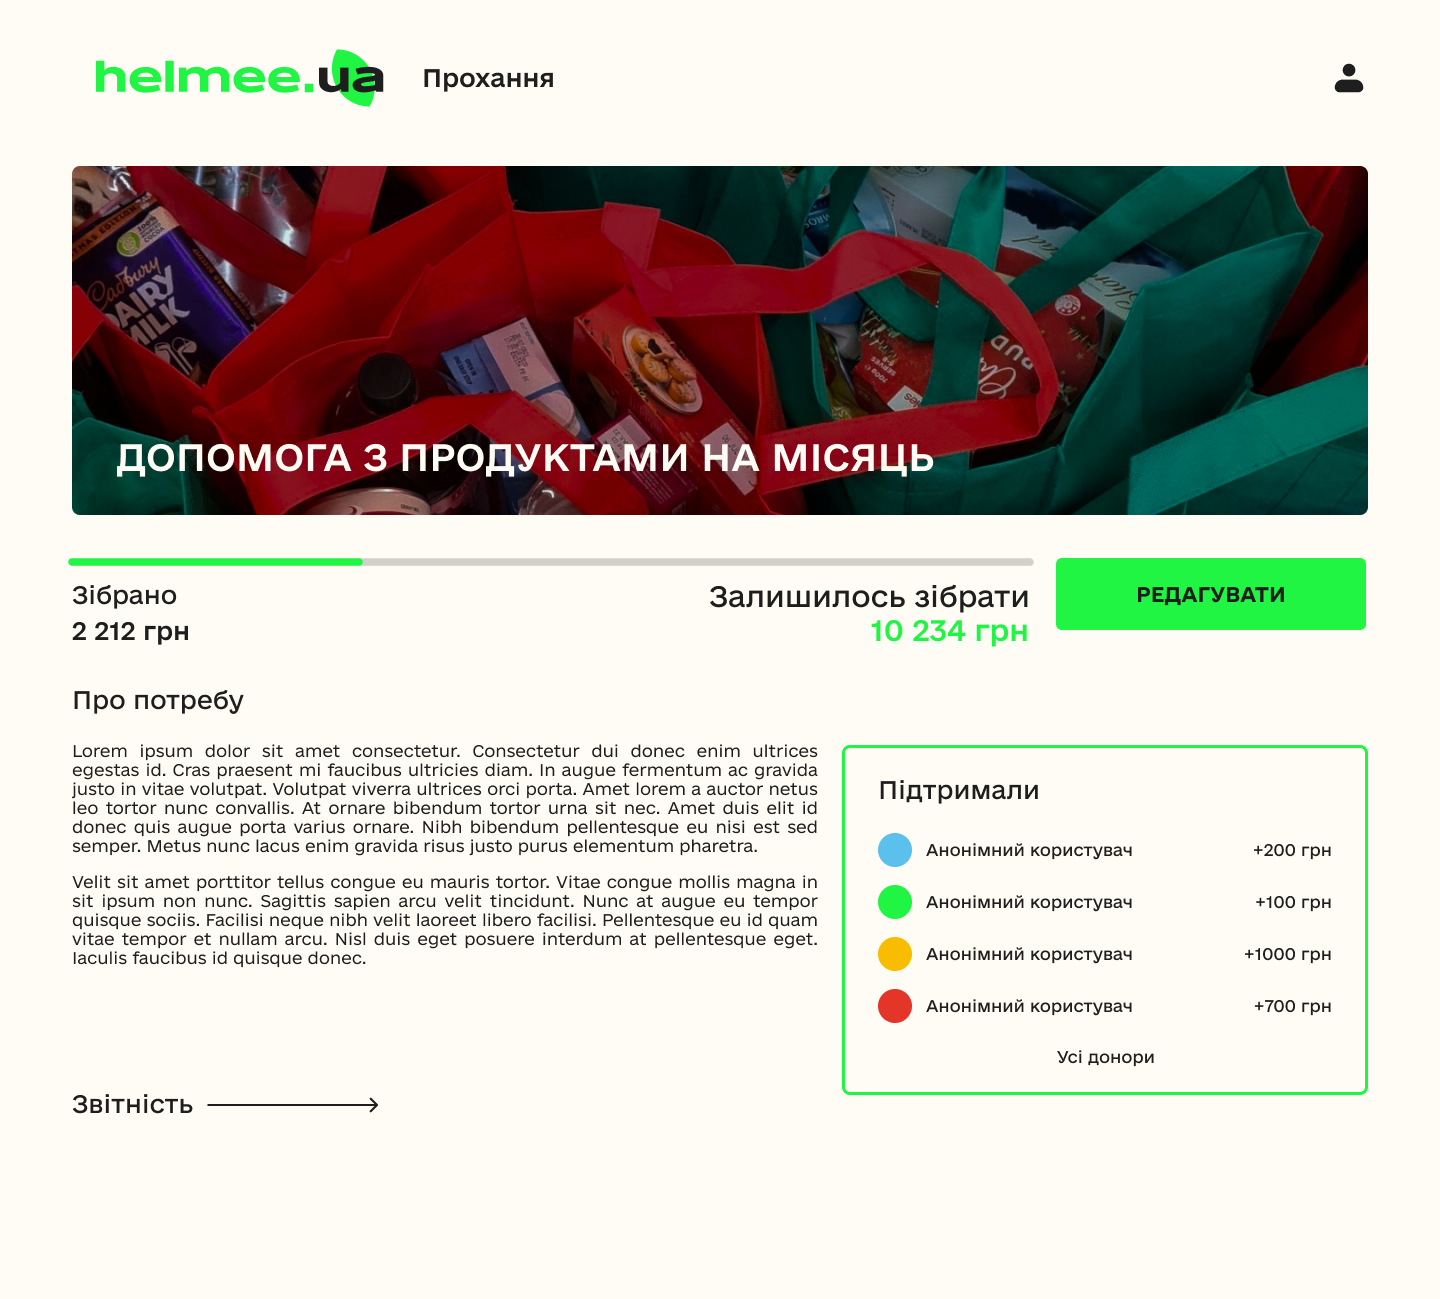 helmee.ua
Прохання
Cadbury
DAIRY
MILK
ДОПОМОГА З ПРОДУКТАМИ НА МІСЯЦЬ
Зібрано
2 212 грн
Залишилось зібрати
10 234 грн
РЕДАГУВАТИ
Про потребу
Lorem ipsum dolor sit amet consectetur. Consectetur dui donec enim ultrices
egestas id. Cras praesent mi faucibus ultricies diam. In augue fermentum ac gravida
justo in vitae volutpat. Volutpat viverra ultrices orci porta. Amet lorem a auctor netus
leo tortor nunc convallis. At ornare bibendum tortor urna sit nec. Amet duis elit id
donec quis augue porta varius ornare. Nibh bibendum pellentesque eu nisi est sed
semper. Metus nunc lacus enim gravida risus justo purus elementum pharetra.
Velit sit amet porttitor tellus congue eu mauris tortor. Vitae congue mollis magna in
sit ipsum non nunc. Sagittis sapien arcu velit tincidunt. Nunc at augue eu tempor
quisque sociis. Facilisi neque nibh velit laoreet libero facilisi. Pellentesque eu id quam
vitae tempor et nullam arcu. Nisl duis eget posuere interdum at pellentesque eget.
Iaculis faucibus id quisque donec.
Підтримали
Анонімний користувач +200 грн
Анонімний користувач +100 грн
Анонімний користувач +1000 грн
Анонімний користувач +700 грн
Усі донори
Звітність